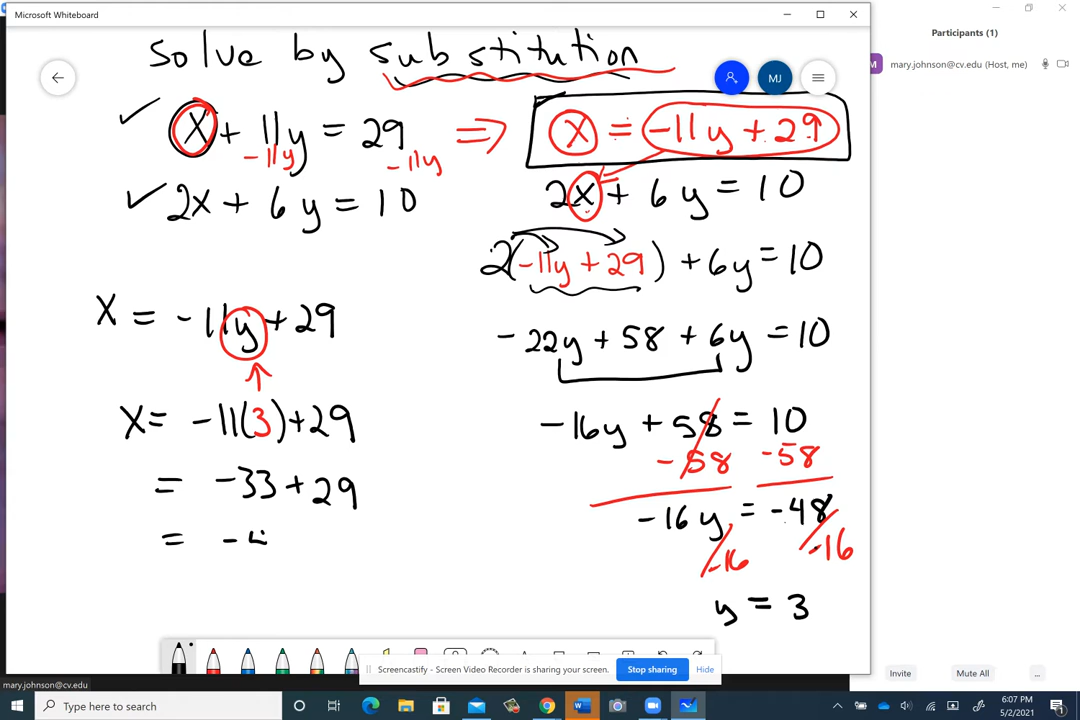 Microsoft Whiteboard
Participants (1)
Solve by substitution
mary.johnson@cv.edu (Host, me)
MJ
x + 11y = 29 ⇒ x = -11y + 29
-11y -11y
2x + 6y = 10
2x + 6y = 10
2(-11y + 29) + 6y = 10
x = -11y + 29
-22y + 58 + 6y = 10
x = -11(3) + 29
-16y + 58 = 10
-58 -58
= -33 + 29
-16y = -48
-16 -16
= -4
y = 3
Screencastify - Screen Video Recorder is sharing your screen.
Stop sharing
Hide
Invite
Mute All
...
mary.johnson@cv.edu
Type here to search
6:07 PM
5/2/2021